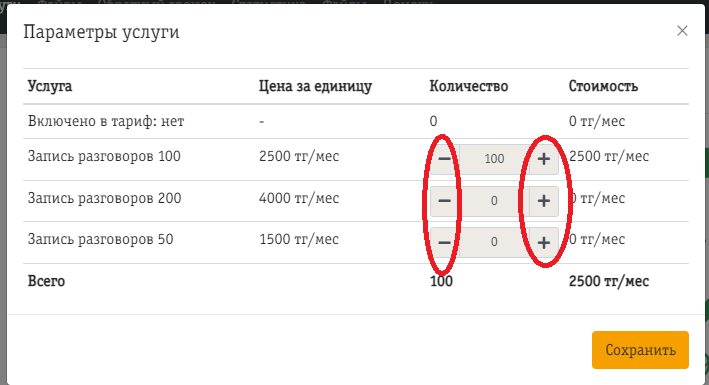 Параметры услуги ×
Услуга Цена за единицу Количество Стоимость
Включено в тариф: нет - 0 0 тг/мес
Запись разговоров 100 2500 тг/мес − 100 + 2500 тг/мес
Запись разговоров 200 4000 тг/мес − 0 + 0 тг/мес
Запись разговоров 50 1500 тг/мес − 0 + 0 тг/мес
Всего 100 2500 тг/мес
Сохранить